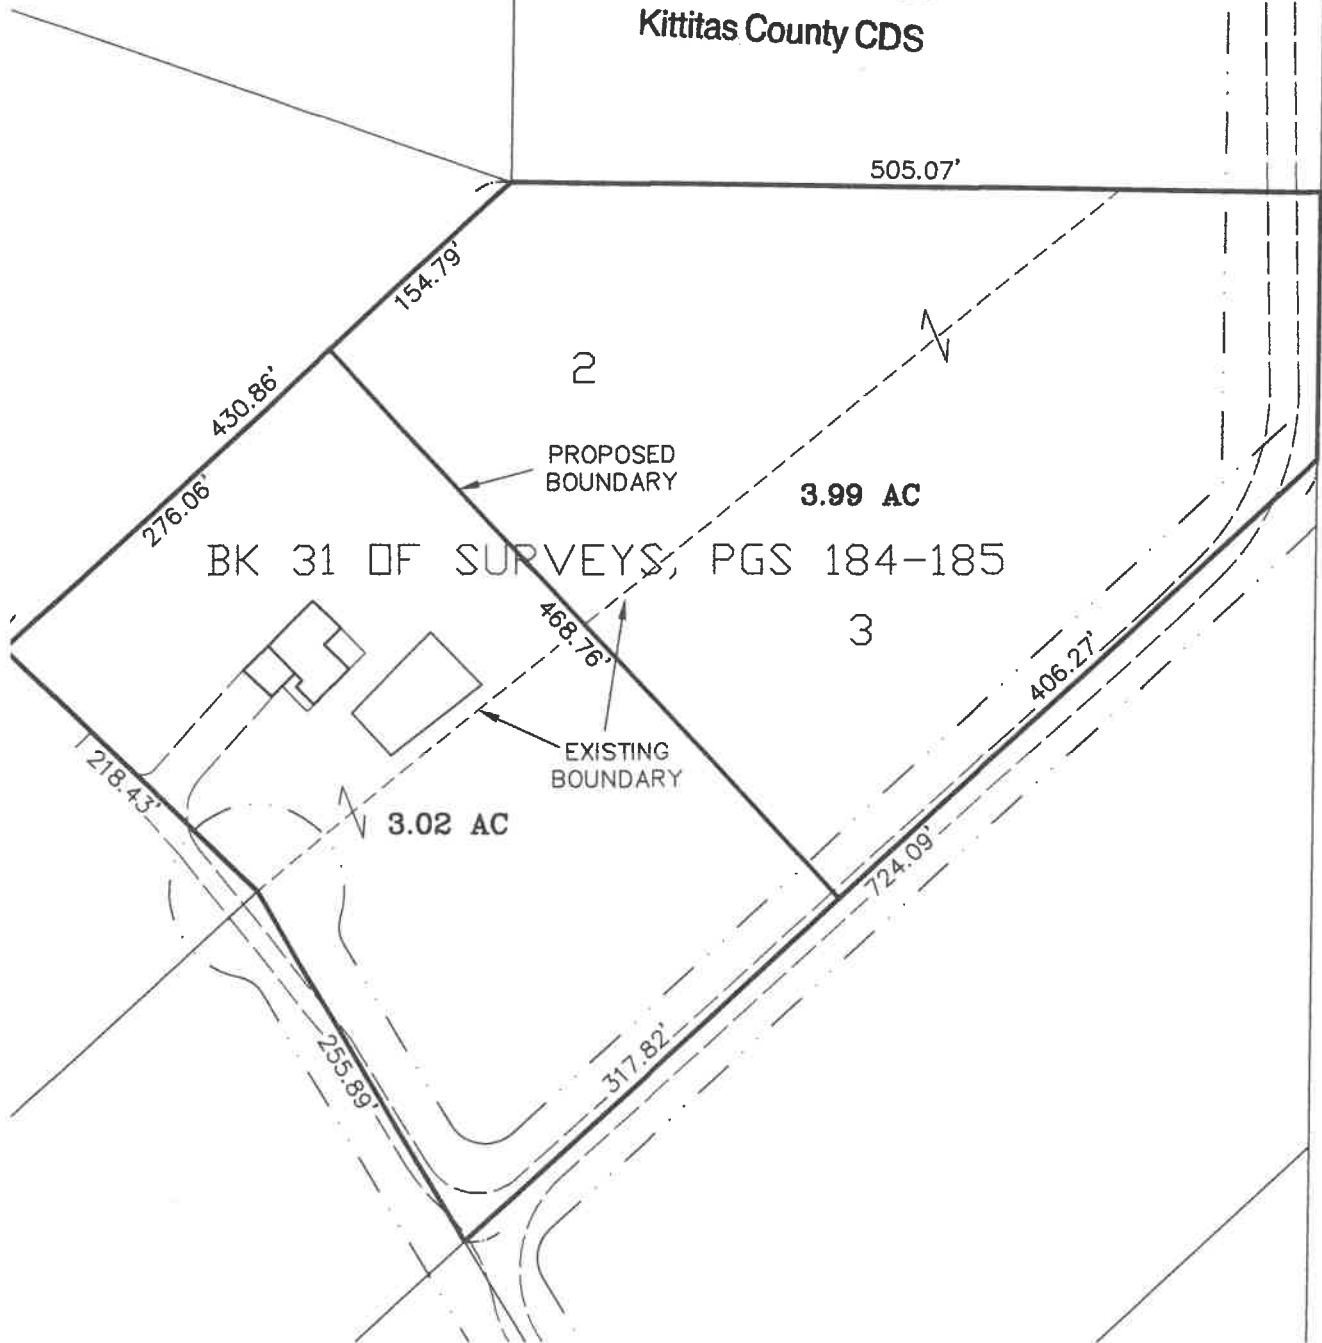 Kittitas County CDS
505.07'
154.79'
2
430.86'
PROPOSED
BOUNDARY
3.99 AC
276.06'
BK 31 OF SURVEYS, PGS 184-185
468.76'
3
406.27'
EXISTING
BOUNDARY
218.43'
3.02 AC
724.09'
317.82'
255.89'